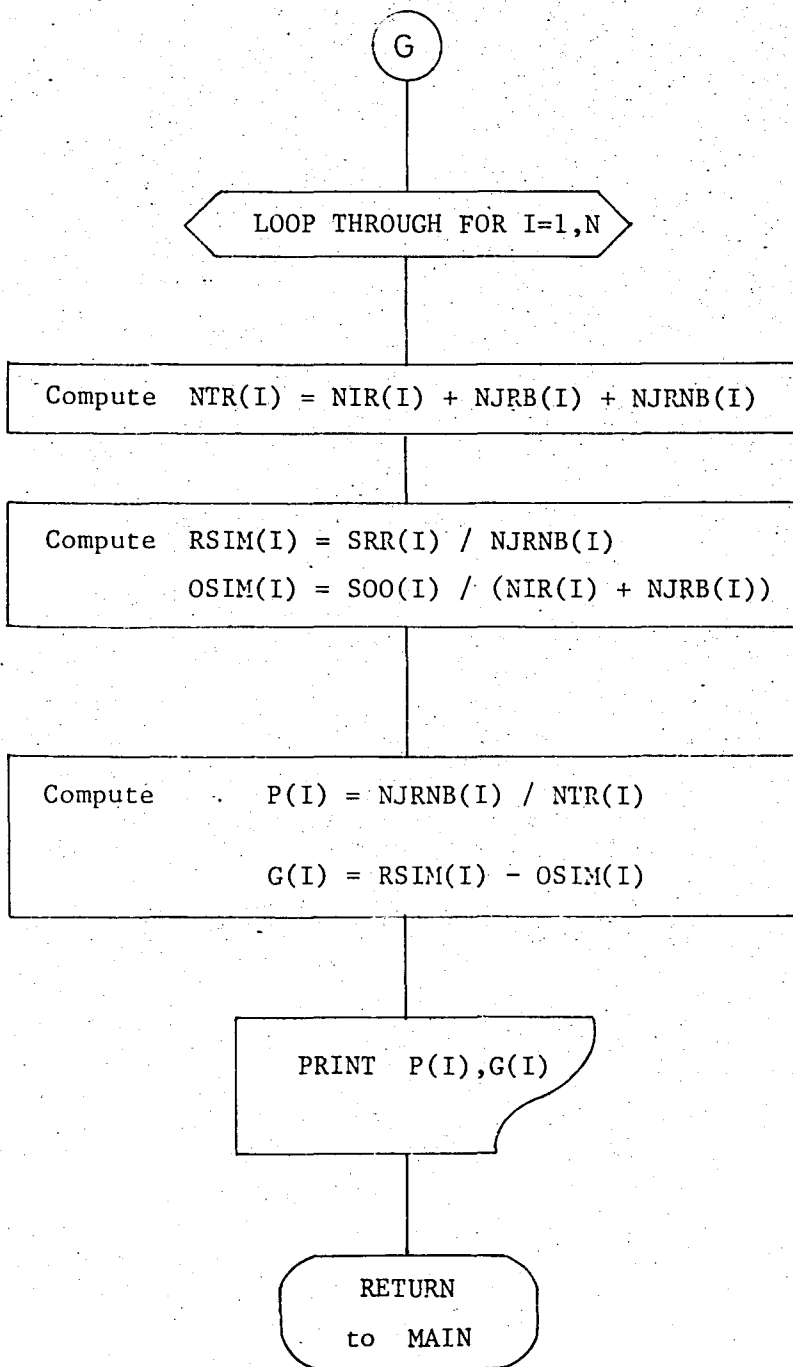 G
LOOP THROUGH FOR I=1,N
Compute NTR(I) = NIR(I) + NJRB(I) + NJRNB(I)
Compute RSIM(I) = SRR(I) / NJRNB(I)
OSIM(I) = SOO(I) / (NIR(I) + NJRB(I))
Compute P(I) = NJRNB(I) / NTR(I)
G(I) = RSIM(I) - OSIM(I)
PRINT P(I),G(I)
RETURN
to MAIN